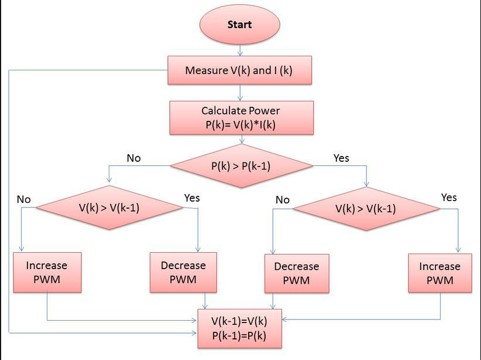 Start
Measure V(k) and I (k)
Calculate Power
P(k)= V(k)*I(k)
No
P(k) > P(k-1)
Yes
No
V(k) > V(k-1)
Yes
No
V(k) > V(k-1)
Yes
Increase
PWM
Decrease
PWM
Decrease
PWM
Increase
PWM
V(k-1)=V(k)
P(k-1)=P(k)